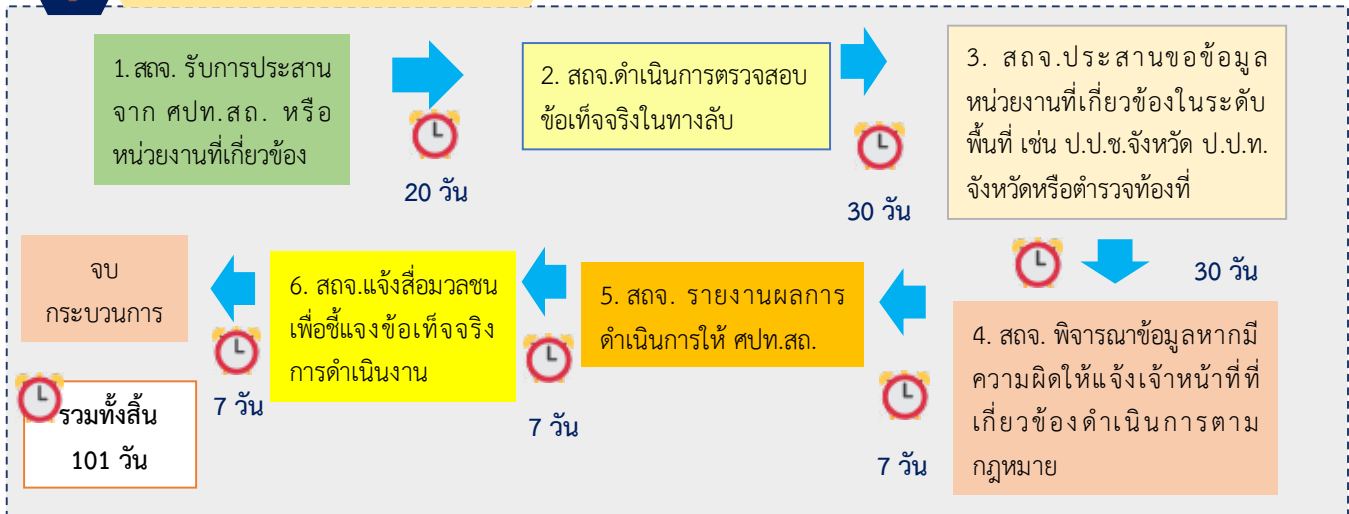 1. สถจ. รับการประสาน
จาก ศปท.สถ. หรือ
หน่วยงานที่เกี่ยวข้อง
20 วัน
2. สถจ.ดำเนินการตรวจสอบ
ข้อเท็จจริงในทางลับ
30 วัน
3. สถจ.ประสานขอข้อมูล
หน่วยงานที่เกี่ยวข้องในระดับ
พื้นที่ เช่น ป.ป.ช.จังหวัด ป.ป.ท.
จังหวัดหรือตำรวจท้องที่
30 วัน
4. สถจ. พิจารณาข้อมูลหากมี
ความผิดให้แจ้งเจ้าหน้าที่ที่
เกี่ยวข้องดำเนินการตาม
กฎหมาย
7 วัน
5. สถจ. รายงานผลการ
ดำเนินการให้ ศปท.สถ.
7 วัน
6. สถจ.แจ้งสื่อมวลชน
เพื่อชี้แจงข้อเท็จจริง
การดำเนินงาน
7 วัน
จบ
กระบวนการ
รวมทั้งสิ้น
101 วัน